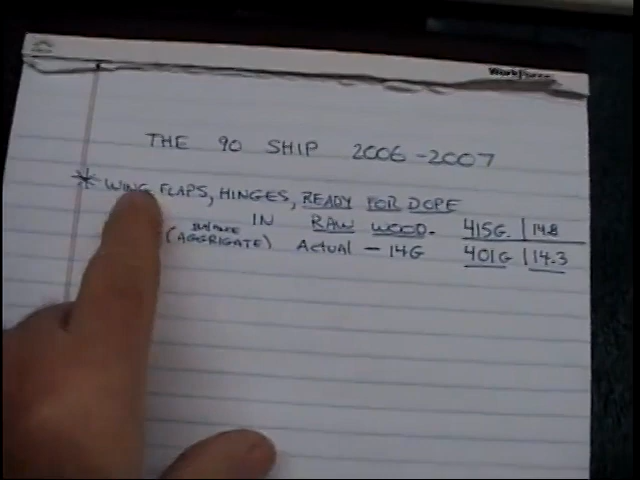 THE 90 SHIP 2006-2007
* WING FLAPS, HINGES, READY FOR DOPE
IN RAW WOOD. 415G. | 14.8
(AGGRIGATE) Actual - 14G 401G | 14.3